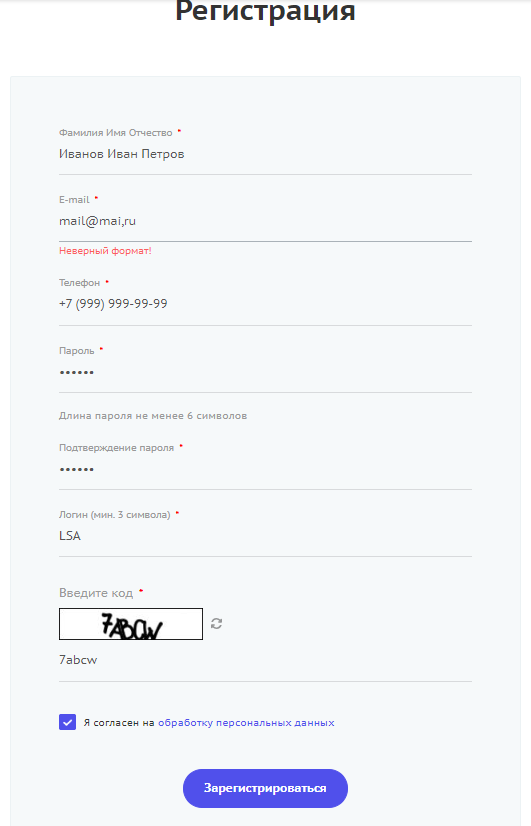 Регистрация
Фамилия Имя Отчество *
Иванов Иван Петров
E-mail *
mail@mai,ru
Неверный формат!
Телефон *
+7 (999) 999-99-99
Пароль *
••••••
Длина пароля не менее 6 символов
Подтверждение пароля *
••••••
Логин (мин. 3 символа) *
LSA
Введите код *
7ABCW
7abcw
Я согласен на обработку персональных данных
Зарегистрироваться